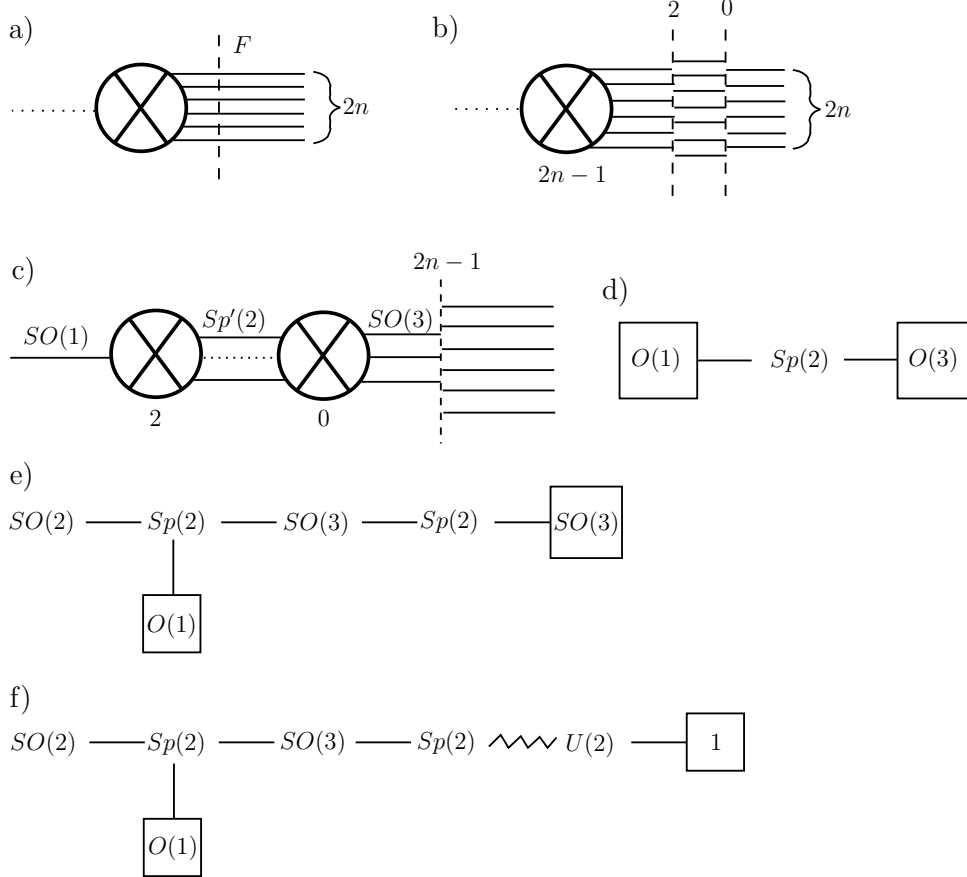 a)
F
2n
b)
2 0
2n
2n − 1
c)
2n − 1
SO(1) Sp′(2) SO(3)
2 0
d)
O(1) Sp(2) O(3)
e)
SO(2) Sp(2) SO(3) Sp(2) SO(3)
O(1)
f)
SO(2) Sp(2) SO(3) Sp(2) U(2) 1
O(1)